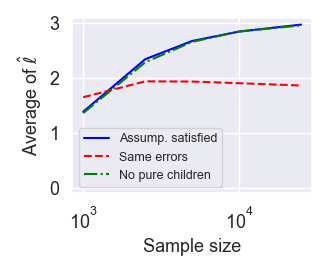 3
2
1
0
Average of ℓ̂
Assump. satisfied
Same errors
No pure children
10³ 10⁴
Sample size